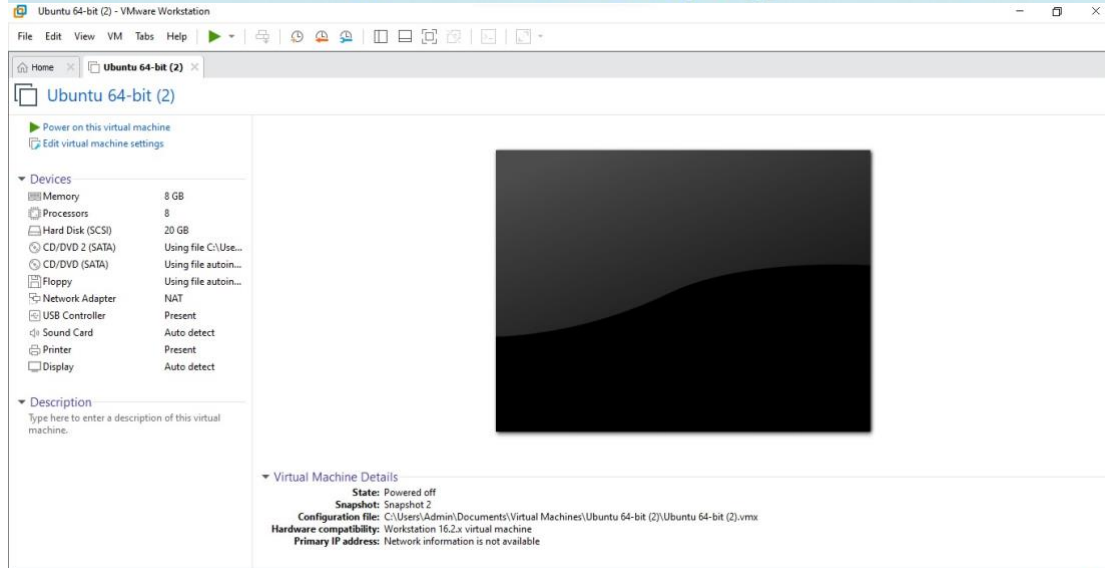 Ubuntu 64-bit (2) - VMware Workstation
File Edit View VM Tabs Help
Home Ubuntu 64-bit (2)
Ubuntu 64-bit (2)
Power on this virtual machine
Edit virtual machine settings
Devices
Memory 8 GB
Processors 8
Hard Disk (SCSI) 20 GB
CD/DVD 2 (SATA) Using file C:\Use...
CD/DVD (SATA) Using file autoin...
Floppy Using file autoin...
Network Adapter NAT
USB Controller Present
Sound Card Auto detect
Printer Present
Display Auto detect
Description
Type here to enter a description of this virtual
machine.
Virtual Machine Details
State: Powered off
Snapshot: Snapshot 2
Configuration file: C:\Users\Admin\Documents\Virtual Machines\Ubuntu 64-bit (2)\Ubuntu 64-bit (2).vmx
Hardware compatibility: Workstation 16.2.x virtual machine
Primary IP address: Network information is not available